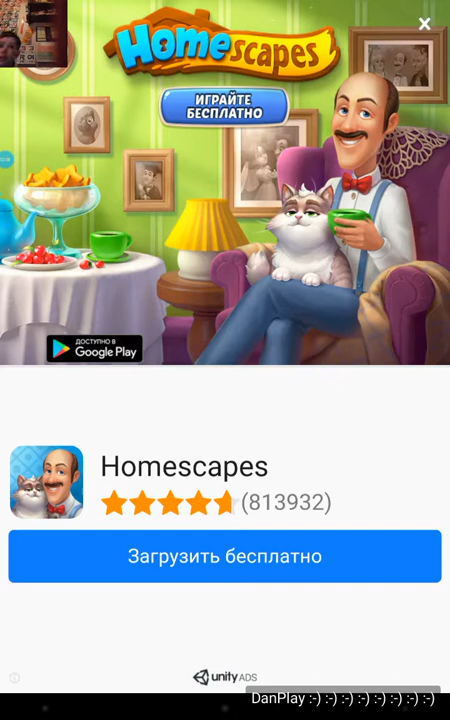 Homescapes
ИГРАЙТЕ
БЕСПЛАТНО
ДОСТУПНО В
Google Play
Homescapes
(813932)
Загрузить бесплатно
unity ADS
DanPlay :-) :-) :-) :-) :-) :-) :-)